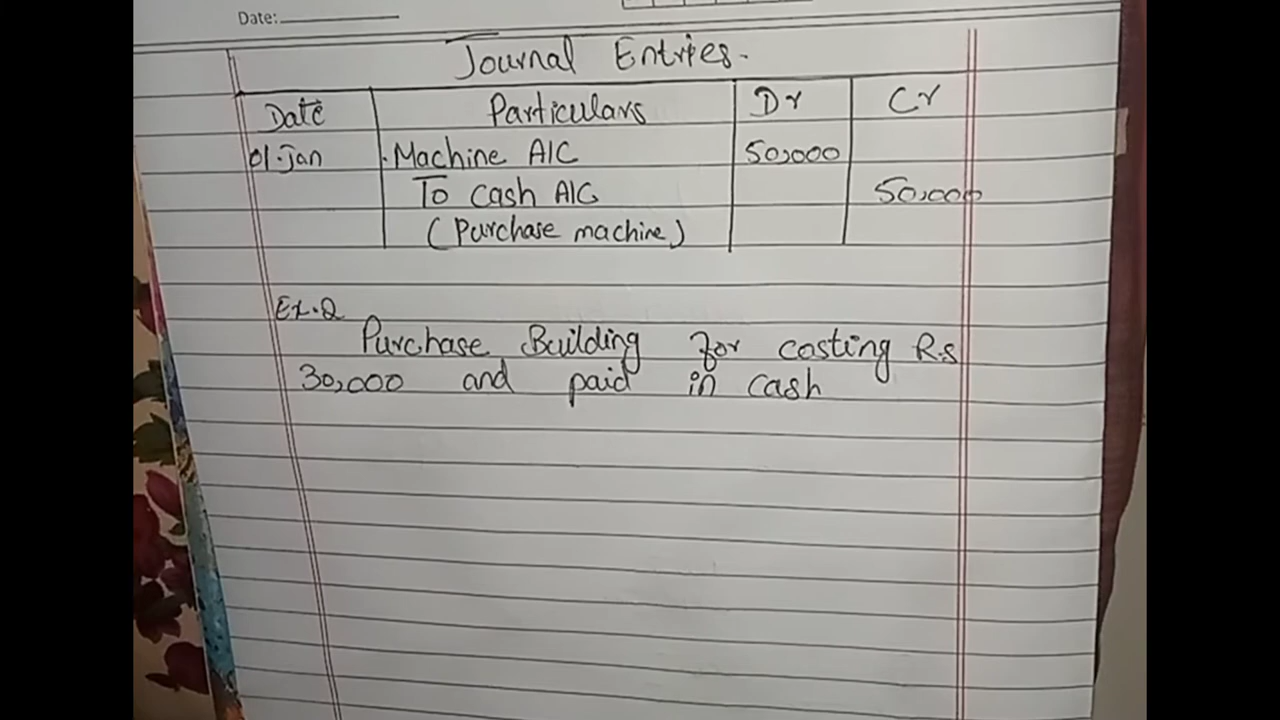 Date:
Journal Entries.
Date Particulars Dr Cr
01.Jan Machine A/C 50,000
To Cash A/C 50,000
(Purchase machine)
Ex.2
Purchase Building for costing R.s
30,000 and paid in cash